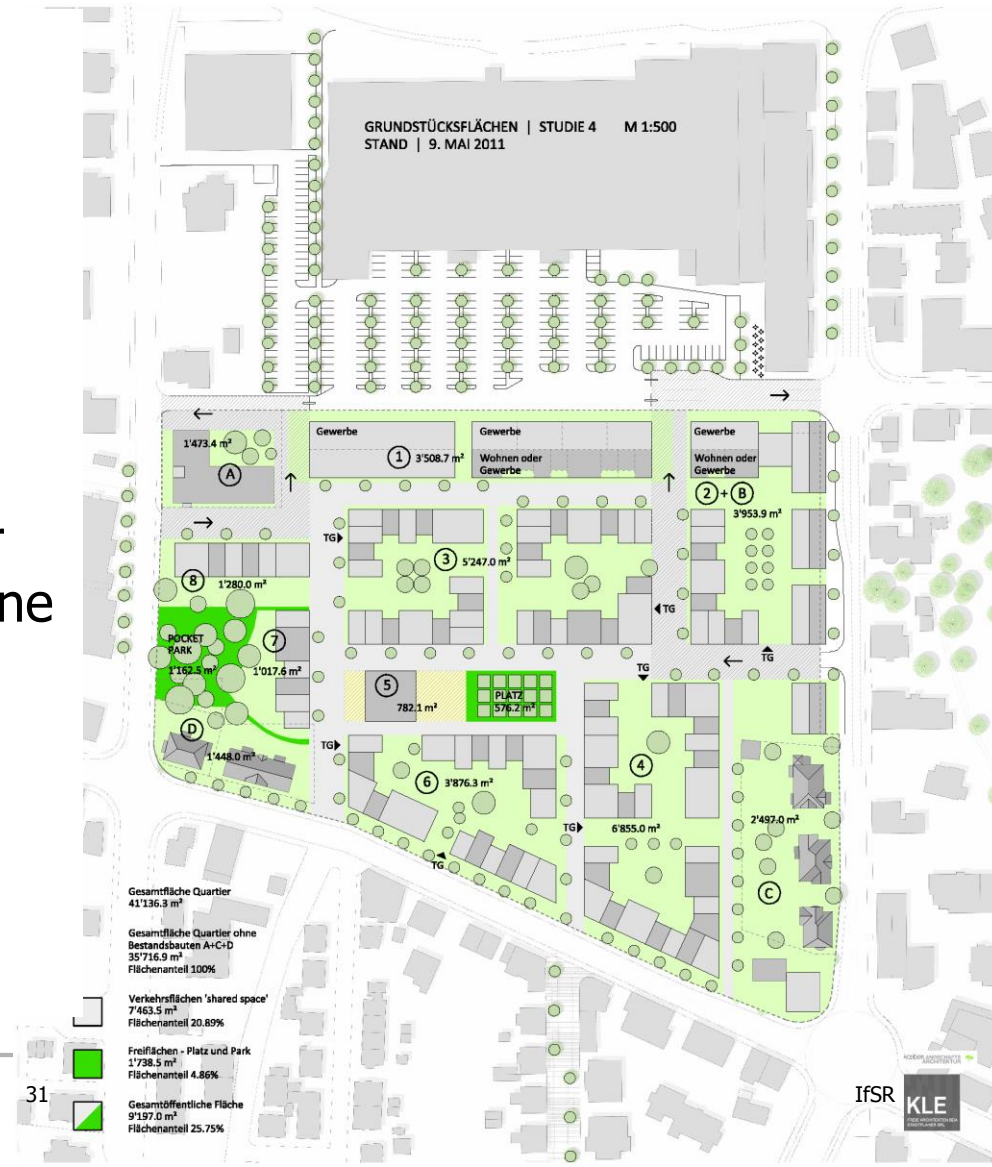 GRUNDSTÜCKSFLÄCHEN | STUDIE 4 M 1:500
STAND | 9. MAI 2011
1'473.4 m²
A
Gewerbe
1 3'508.7 m²
Gewerbe
Wohnen oder
Gewerbe
Gewerbe
Wohnen oder
Gewerbe
2 + B
3'953.9 m²
TG
3 5'247.0 m²
TG
8
1'280.0 m²
ne
POCKET
PARK
1'162.5 m²
7
1'017.6 m²
5
782.1 m²
PLATZ
576.2 m²
TG
TG
D
1'448.0 m²
TG
6 3'876.3 m²
4
6'855.0 m²
TG
TG
2'497.0 m²
C
Gesamtfläche Quartier
41'136.3 m²
Gesamtfläche Quartier ohne
Bestandsbauten A+C+D
35'716.9 m²
Flächenanteil 100%
Verkehrsflächen 'shared space'
7'463.5 m²
Flächenanteil 20.89%
Freiflächen - Platz und Park
1'738.5 m²
Flächenanteil 4.86%
Gesamtöffentliche Fläche
9'197.0 m²
Flächenanteil 25.75%
31
IfSR
KLE